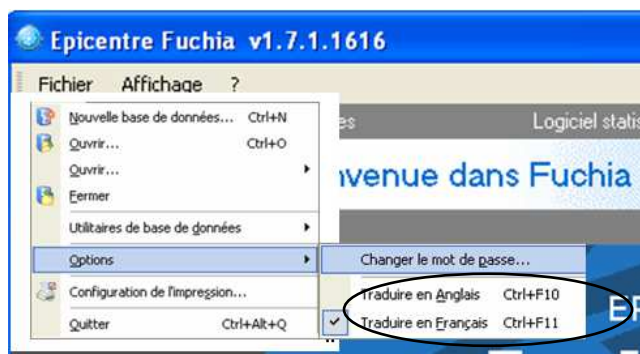 Epicentre Fuchia v1.7.1.1616
Fichier Affichage ?
Nouvelle base de données... Ctrl+N
Ouvrir... Ctrl+O
Ouvrir...
Fermer
Utilitaires de base de données
Options
Configuration de l'impression...
Quitter Ctrl+Alt+Q
es Logiciel statis
nvenue dans Fuchia
Changer le mot de passe...
Traduire en Anglais Ctrl+F10
Traduire en Français Ctrl+F11